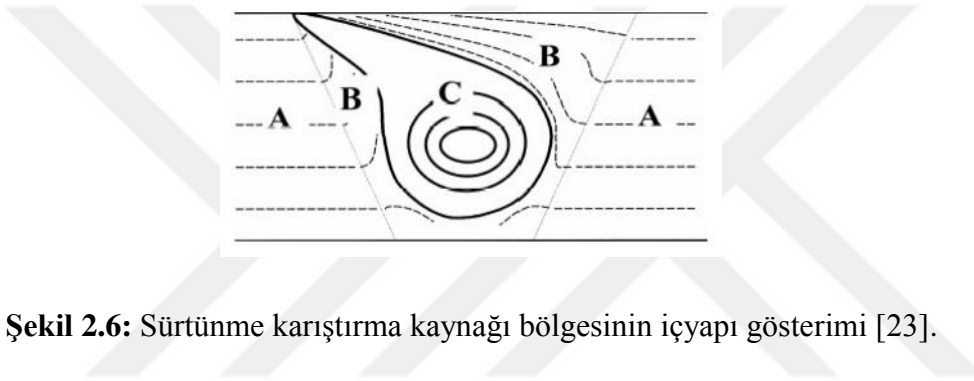 B
B
C
A
A
Şekil 2.6: Sürtünme karıştırma kaynağı bölgesinin içyapı gösterimi [23].